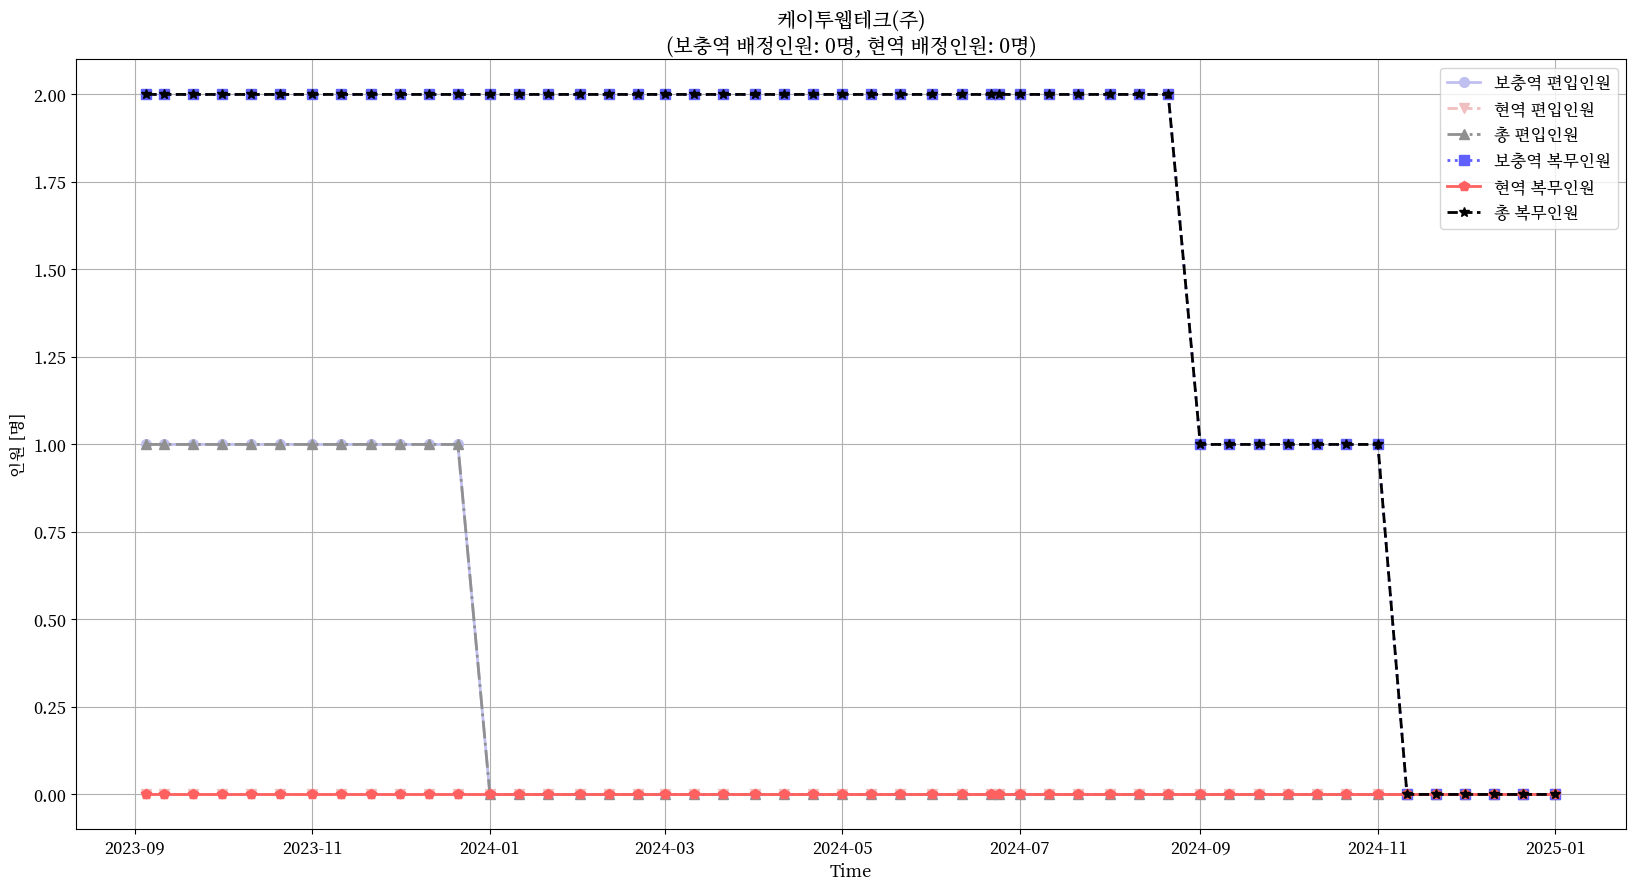 케이투웹테크(주)
(보충역 배정인원: 0명, 현역 배정인원: 0명)
보충역 편입인원
현역 편입인원
총 편입인원
보충역 복무인원
현역 복무인원
총 복무인원
2.00
1.75
1.50
1.25
1.00
0.75
0.50
0.25
0.00
인원 [명]
2023-09
2023-11
2024-01
2024-03
2024-05
2024-07
2024-09
2024-11
2025-01
Time